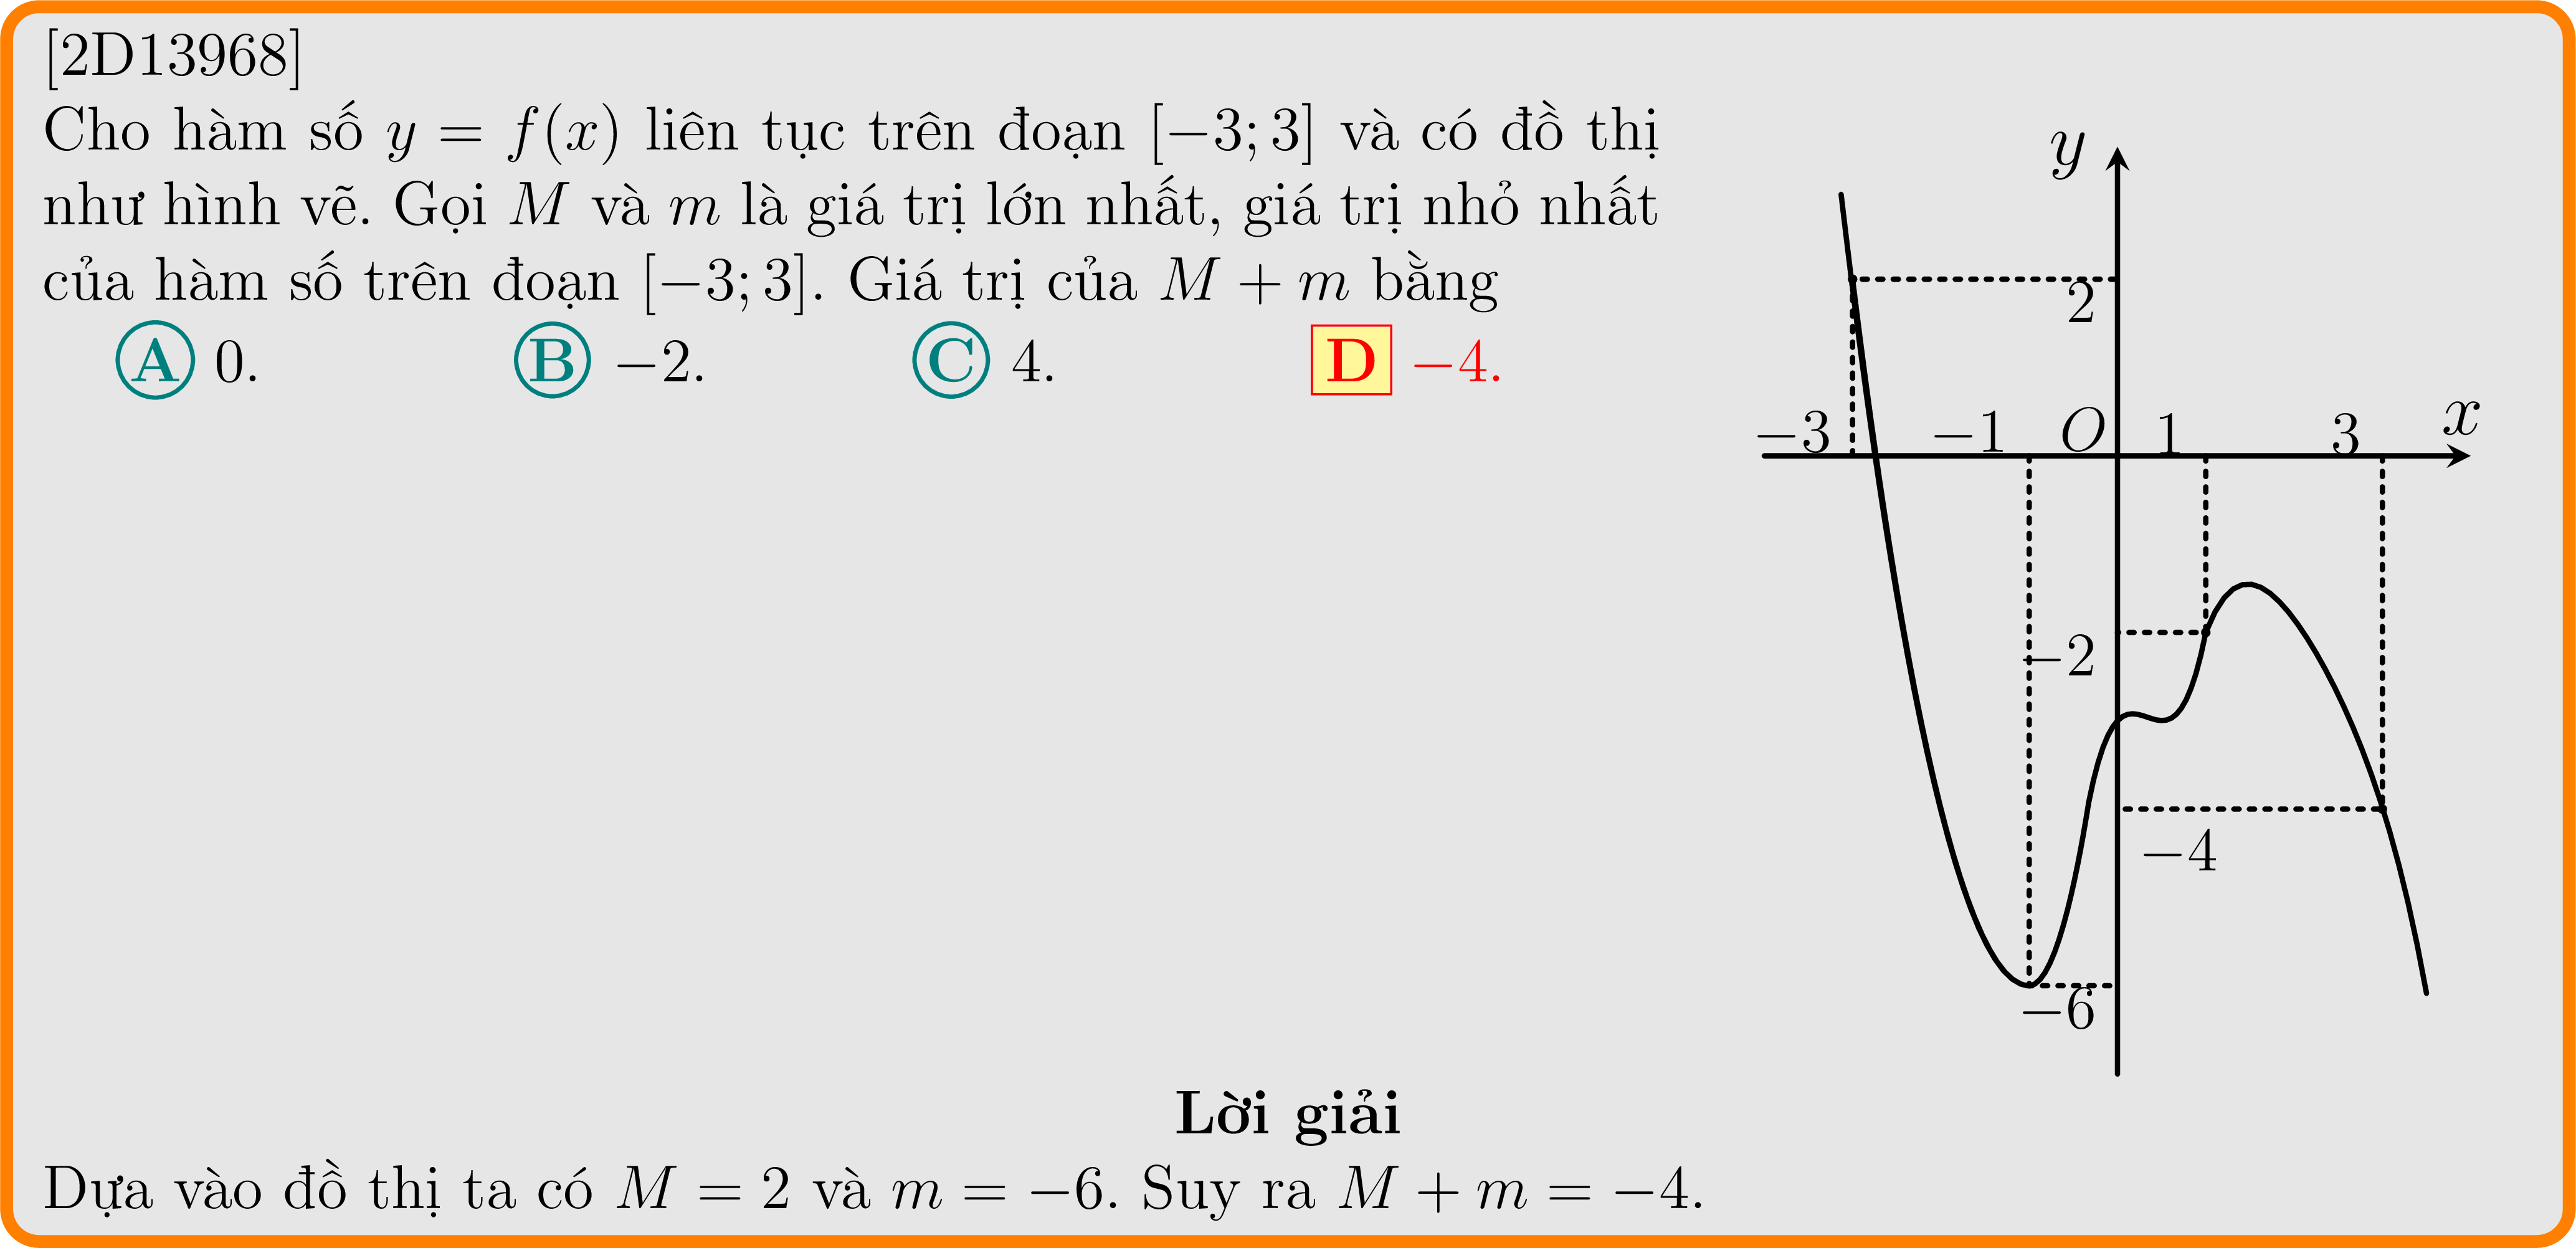 [2D13968]
Cho hàm số y = f(x) liên tục trên đoạn [−3; 3] và có đồ thị
như hình vẽ. Gọi M và m là giá trị lớn nhất, giá trị nhỏ nhất
của hàm số trên đoạn [−3; 3]. Giá trị của M + m bằng
A 0. B −2. C 4. D −4.
y
2
−3 −1 O 1 3 x
−2
−4
−6
Lời giải
Dựa vào đồ thị ta có M = 2 và m = −6. Suy ra M + m = −4.